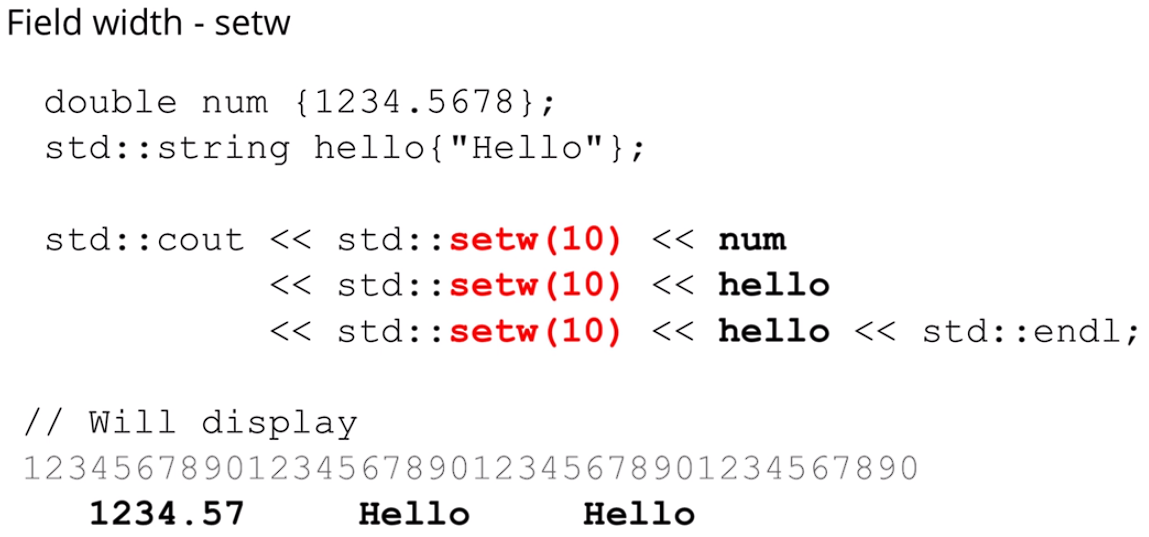 Field width - setw
double num {1234.5678};
std::string hello{"Hello"};
std::cout << std::setw(10) << num
<< std::setw(10) << hello
<< std::setw(10) << hello << std::endl;
// Will display
1234567890123456789012345678901234567890
1234.57     Hello     Hello